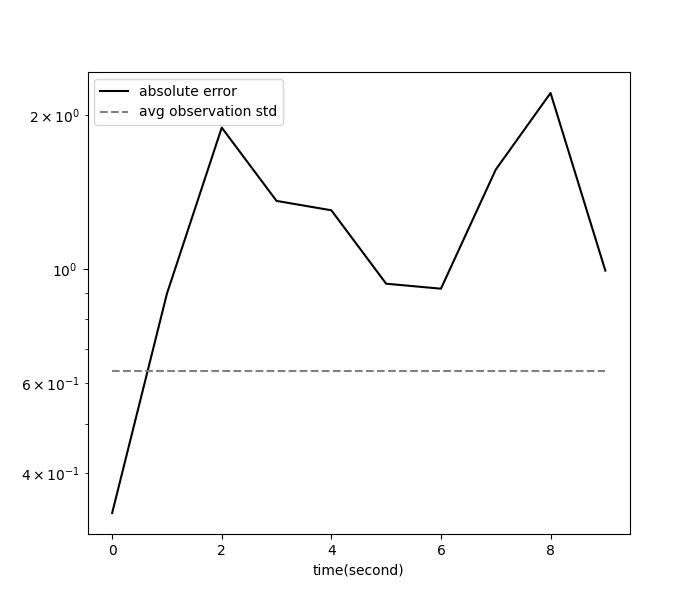 absolute error
avg observation std
2 × 10⁰
10⁰
6 × 10⁻¹
4 × 10⁻¹
0 2 4 6 8
time(second)